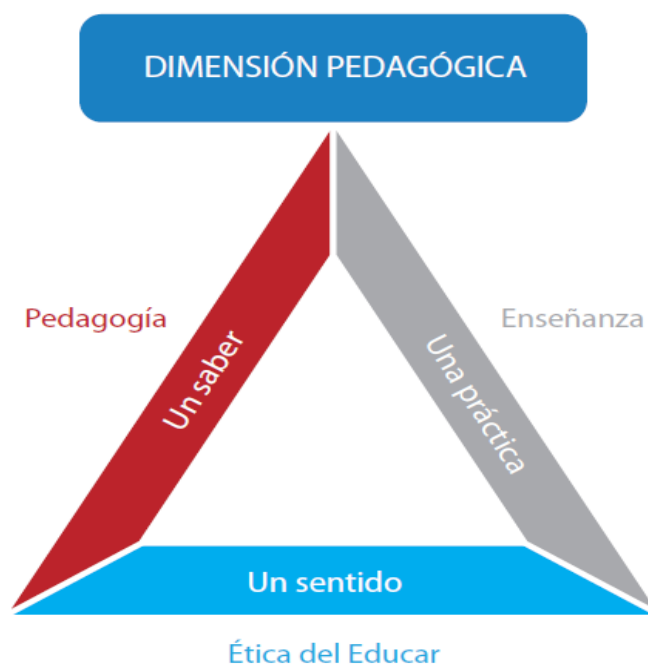 DIMENSIÓN PEDAGÓGICA
Pedagogía
Un saber
Una práctica
Enseñanza
Un sentido
Ética del Educar